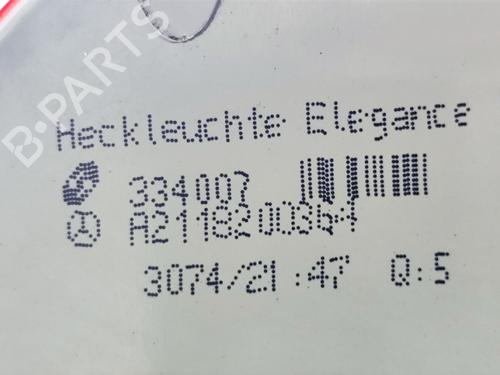 B-PARTS
Heckleuchte Elegance
334007
A2118200364
3074/21:47 Q:5